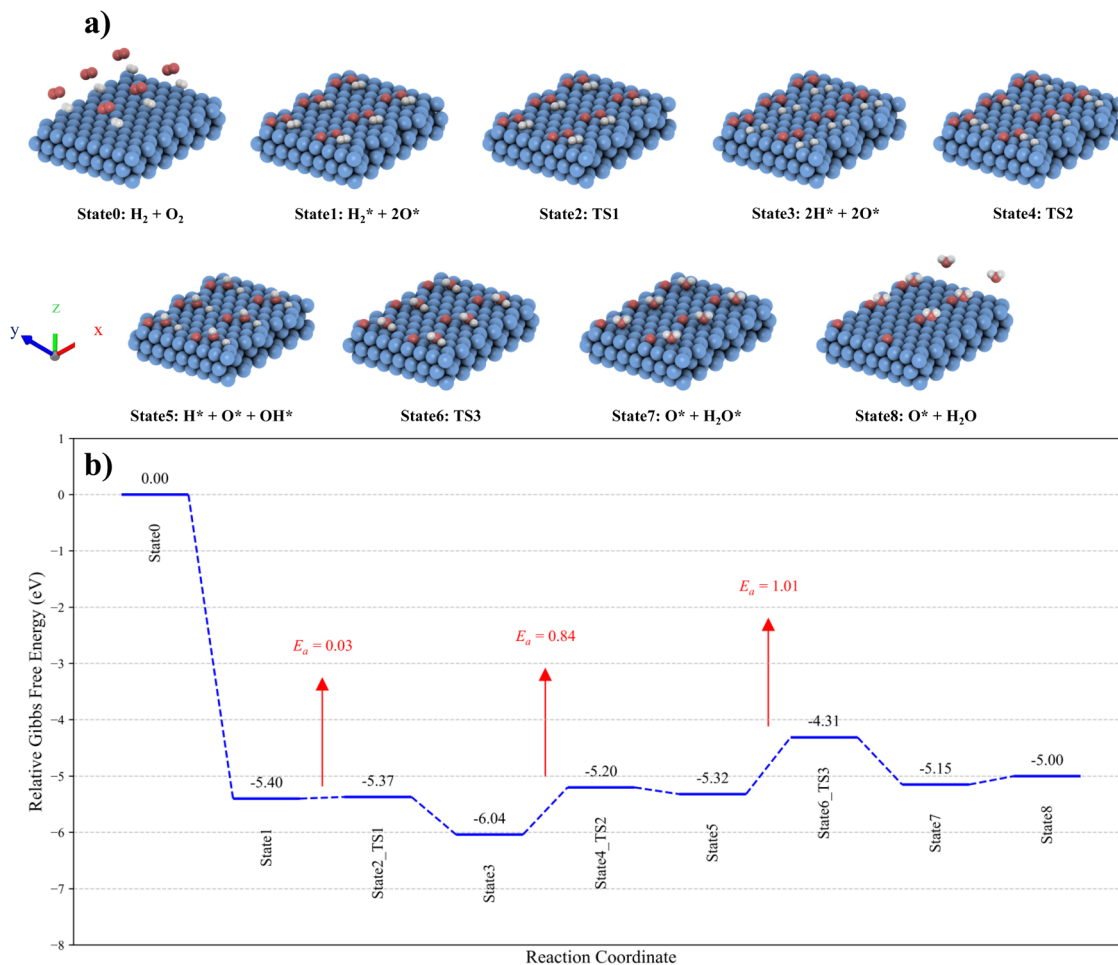 a)
State0: H₂ + O₂
State1: H₂* + 2O*
State2: TS1
State3: 2H* + 2O*
State4: TS2
z
y
x
State5: H* + O* + OH*
State6: TS3
State7: O* + H₂O*
State8: O* + H₂O
b)
Relative Gibbs Free Energy (eV)
1
0
−1
−2
−3
−4
−5
−6
−7
−8
0.00
State0
-5.40
State1
Eₐ = 0.03
-5.37
State2_TS1
-6.04
State3
Eₐ = 0.84
-5.20
State4_TS2
-5.32
State5
Eₐ = 1.01
-4.31
State6_TS3
-5.15
State7
-5.00
State8
Reaction Coordinate